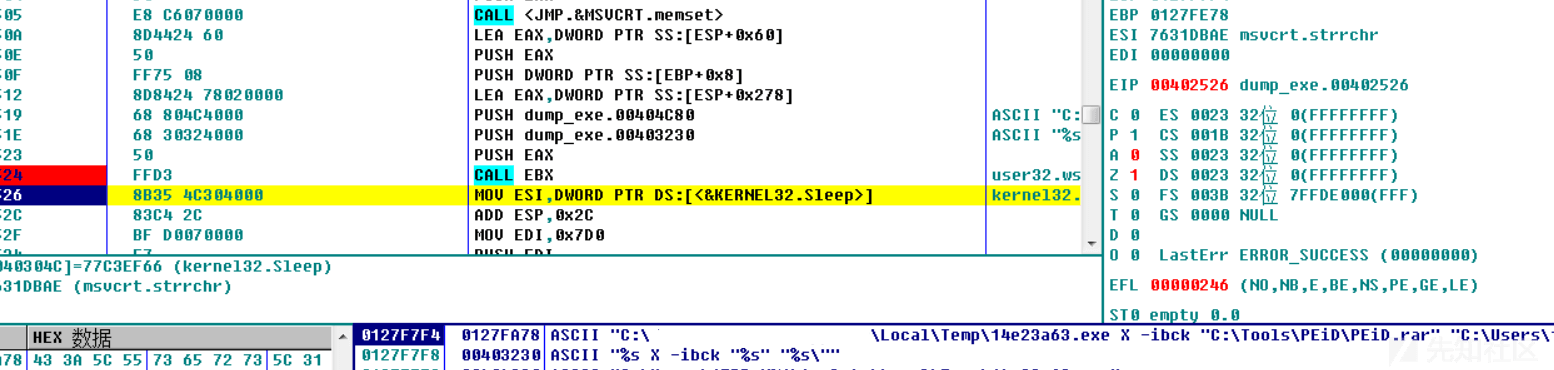 :05 E8 C6070000 CALL <JMP.&MSVCRT.memset>
:0A 8D4424 60 LEA EAX,DWORD PTR SS:[ESP+0x60]
:0E 50 PUSH EAX
:0F FF75 08 PUSH DWORD PTR SS:[EBP+0x8]
:12 8D8424 78020000 LEA EAX,DWORD PTR SS:[ESP+0x278]
:19 68 804C4000 PUSH dump_exe.00404C80 ASCII "C:
:1E 68 30324000 PUSH dump_exe.00403230 ASCII "%s
:23 50 PUSH EAX
:24 FFD3 CALL EBX user32.ws
:26 8B35 4C304000 MOV ESI,DWORD PTR DS:[<&KERNEL32.Sleep>] kernel32.
:2C 83C4 2C ADD ESP,0x2C
:2F BF D0070000 MOV EDI,0x7D0
040304C]=77C3EF66 (kernel32.Sleep)
631DBAE (msvcrt.strrchr)
EBP 0127FE78
ESI 7631DBAE msvcrt.strrchr
EDI 00000000
EIP 00402526 dump_exe.00402526
C 0 ES 0023 32位 0(FFFFFFFF)
P 1 CS 001B 32位 0(FFFFFFFF)
A 0 SS 0023 32位 0(FFFFFFFF)
Z 1 DS 0023 32位 0(FFFFFFFF)
S 0 FS 003B 32位 7FFDE000(FFF)
T 0 GS 0000 NULL
D 0
O 0 LastErr ERROR_SUCCESS (00000000)
EFL 00000246 (NO,NB,E,BE,NS,PE,GE,LE)
ST0 empty 0.0
HEX 数据
A78 43 3A 5C 55 73 65 72 73 5C 31
0127F7F4 0127FA78 ASCII "C:\ \Local\Temp\14e23a63.exe X -ibck "C:\Tools\PEiD\PEiD.rar" "C:\Users\
0127F7F8 00403230 ASCII "%s X -ibck "%s" "%s\""
先知社区